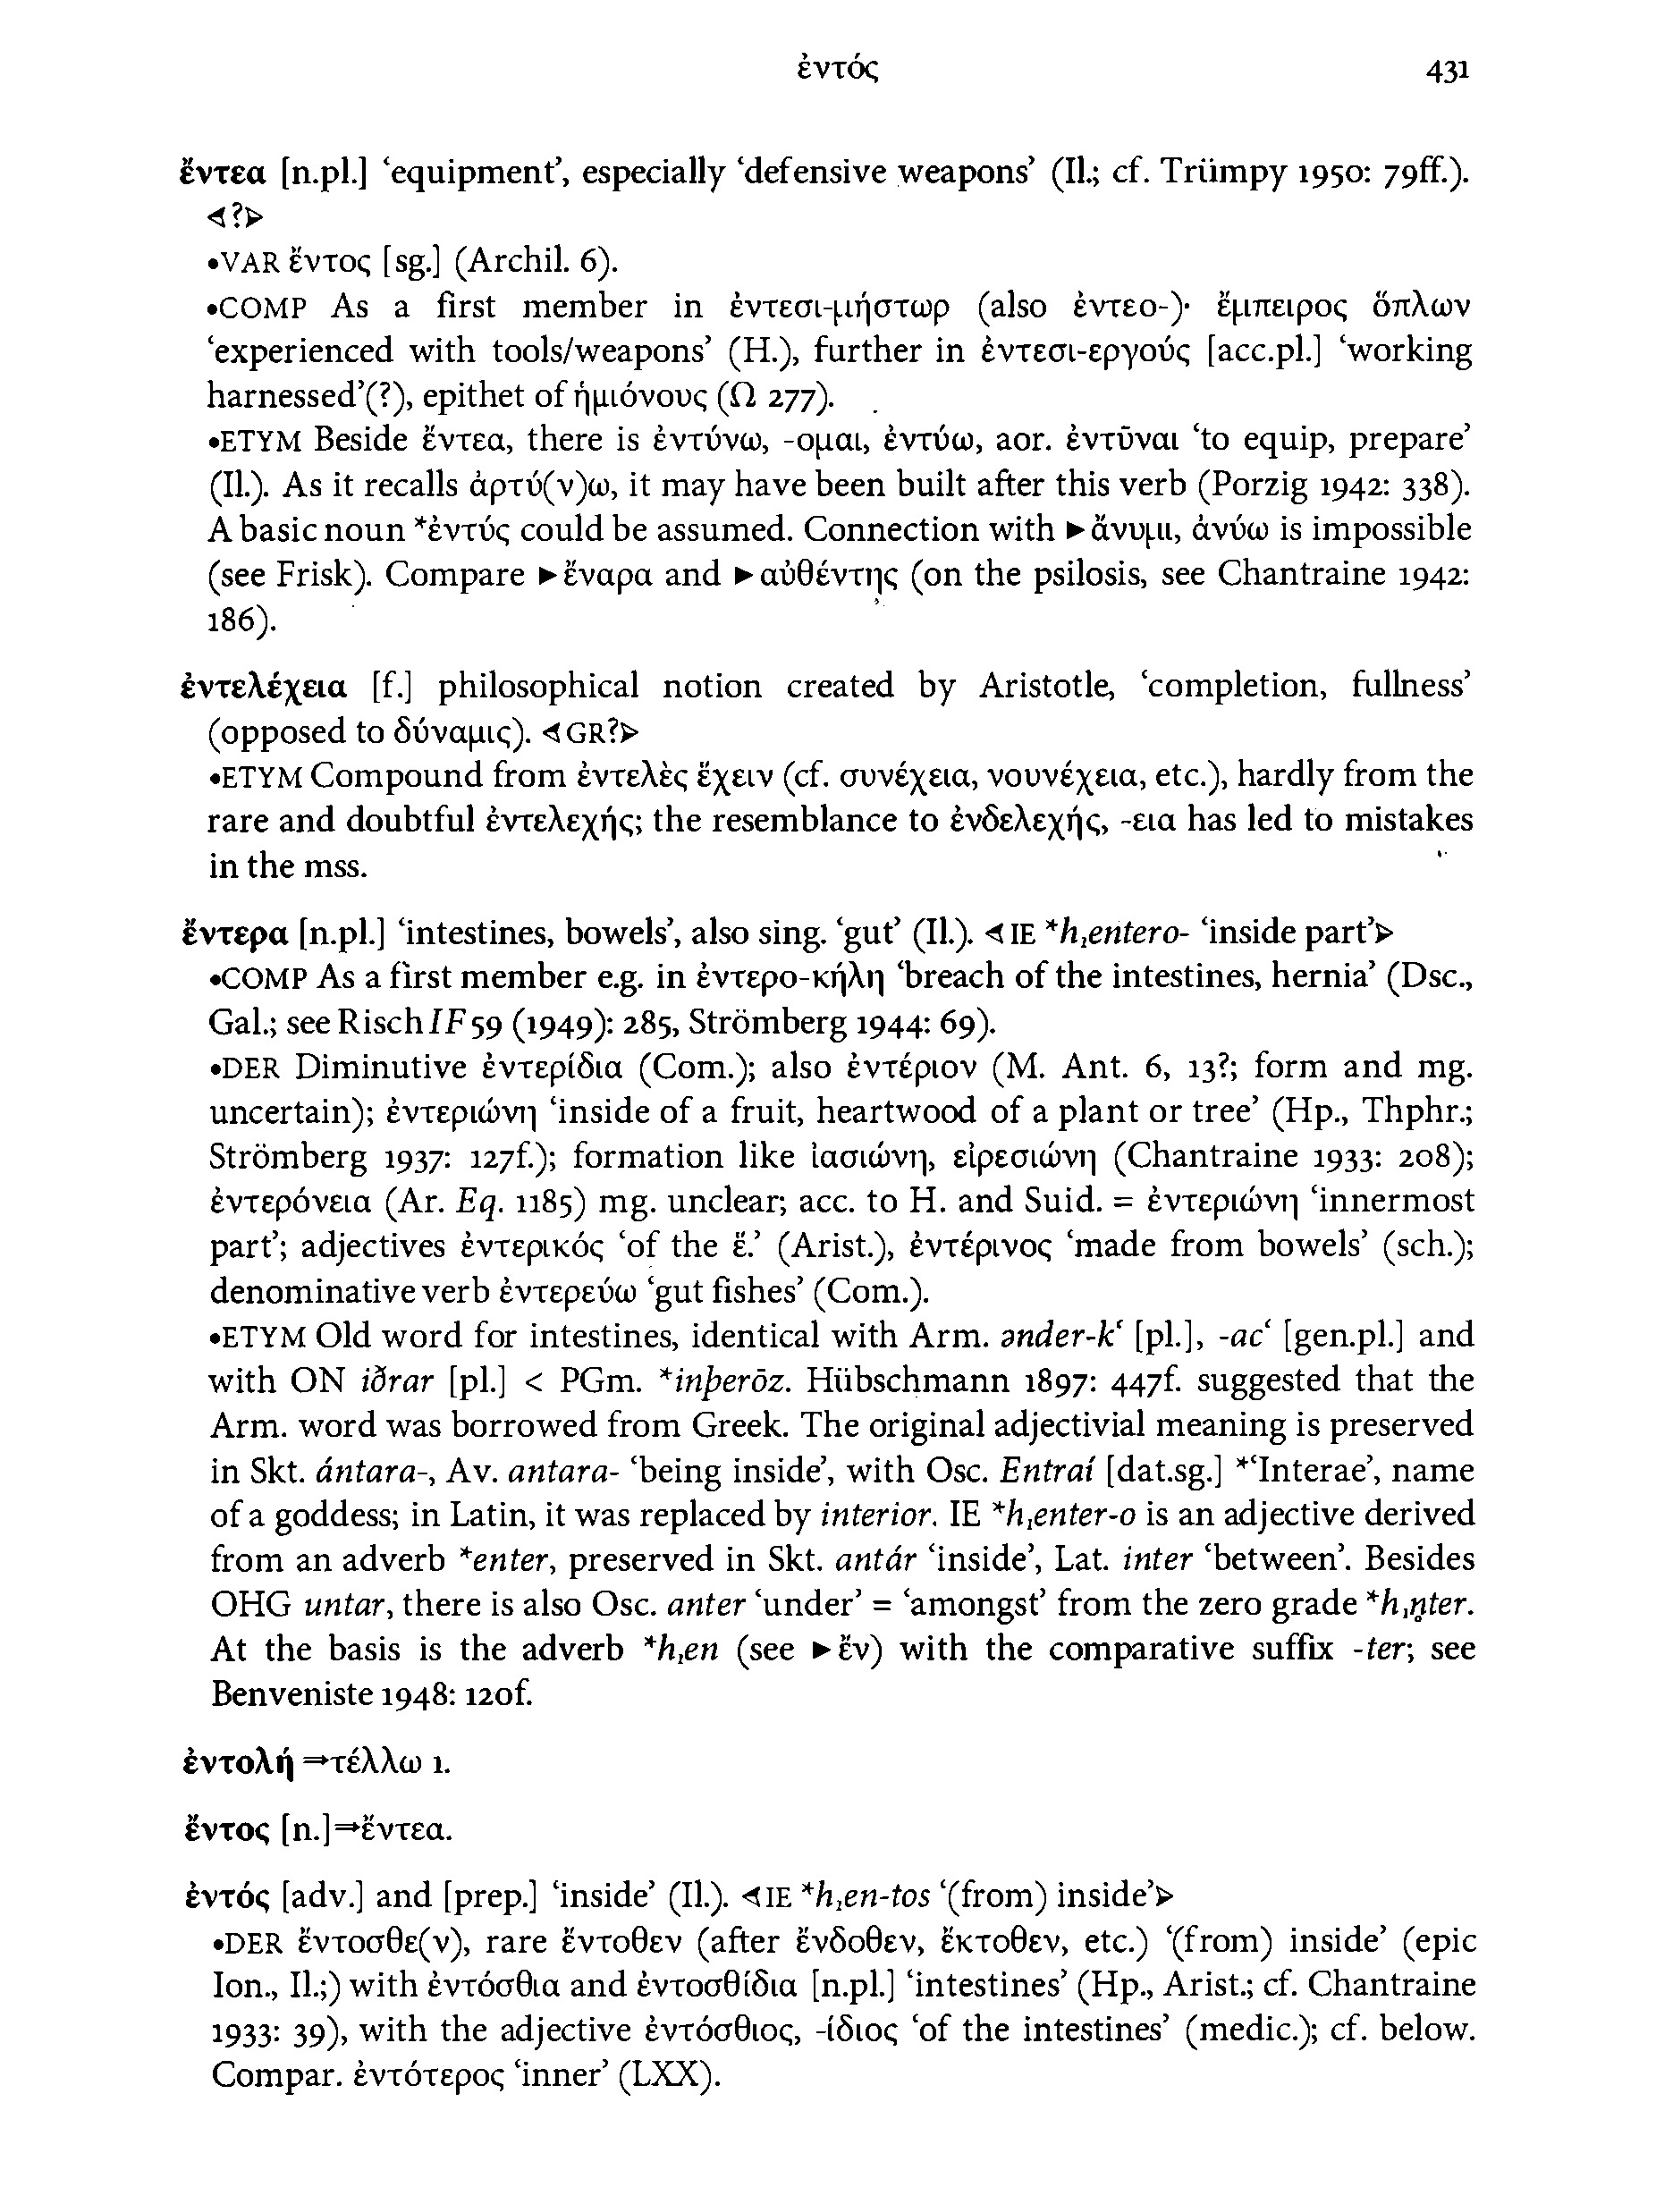 ἐντός 431
ἔντεα [n.pl.] ‘equipment’, especially ‘defensive weapons’ (Il.; cf. Trümpy 1950: 79ff.).
⊲?⊳
•VAR ἔντος [sg.] (Archil. 6).
•COMP As a first member in ἐντεσι-μήστωρ (also ἐντεο-)· ἔμπειρος ὅπλων
‘experienced with tools/weapons’ (H.), further in ἐντεσι-εργούς [acc.pl.] ‘working
harnessed’(?), epithet of ἡμιόνους (Ω 277).
•ETYM Beside ἔντεα, there is ἐντύνω, -ομαι, ἐντύω, aor. ἐντῦναι ‘to equip, prepare’
(Il.). As it recalls ἀρτύ(ν)ω, it may have been built after this verb (Porzig 1942: 338).
A basic noun *ἐντύς could be assumed. Connection with ►ἄνυμι, ἀνύω is impossible
(see Frisk). Compare ►ἔναρα and ►αὐθέντης (on the psilosis, see Chantraine 1942:
186).
ἐντελέχεια [f.] philosophical notion created by Aristotle, ‘completion, fullness’
(opposed to δύναμις). ⊲GR?⊳
•ETYM Compound from ἐντελὲς ἔχειν (cf. συνέχεια, νουνέχεια, etc.), hardly from the
rare and doubtful ἐντελεχής; the resemblance to ἐνδελεχής, -εια has led to mistakes
in the mss.
ἔντερα [n.pl.] ‘intestines, bowels’, also sing. ‘gut’ (Il.). ⊲IE *h₁entero- ‘inside part’⊳
•COMP As a first member e.g. in ἐντερο-κήλη ‘breach of the intestines, hernia’ (Dsc.,
Gal.; see Risch IF 59 (1949): 285, Strömberg 1944: 69).
•DER Diminutive ἐντερίδια (Com.); also ἐντέριον (M. Ant. 6, 13?; form and mg.
uncertain); ἐντεριώνη ‘inside of a fruit, heartwood of a plant or tree’ (Hp., Thphr.;
Strömberg 1937: 127f.); formation like ἰασιώνη, εἰρεσιώνη (Chantraine 1933: 208);
ἐντερόνεια (Ar. Eq. 1185) mg. unclear; acc. to H. and Suid. = ἐντεριώνη ‘innermost
part’; adjectives ἐντερικός ‘of the ἔ.’ (Arist.), ἐντέρινος ‘made from bowels’ (sch.);
denominative verb ἐντερεύω ‘gut fishes’ (Com.).
•ETYM Old word for intestines, identical with Arm. ənder-kʻ [pl.], -acʻ [gen.pl.] and
with ON iðrar [pl.] < PGm. *inþerōz. Hübschmann 1897: 447f. suggested that the
Arm. word was borrowed from Greek. The original adjectivial meaning is preserved
in Skt. ántara-, Av. antara- ‘being inside’, with Osc. Entraí [dat.sg.] *‘Interae’, name
of a goddess; in Latin, it was replaced by interior. IE *h₁enter-o is an adjective derived
from an adverb *enter, preserved in Skt. antár ‘inside’, Lat. inter ‘between’. Besides
OHG untar, there is also Osc. anter ‘under’ = ‘amongst’ from the zero grade *h₁n̥ter.
At the basis is the adverb *h₁en (see ►ἔν) with the comparative suffix -ter; see
Benveniste 1948: 120f.
ἐντολή ⇒τέλλω 1.
ἔντος [n.]⇒ἔντεα.
ἐντός [adv.] and [prep.] ‘inside’ (Il.). ⊲IE *h₁en-tos ‘(from) inside’⊳
•DER ἔντοσθε(ν), rare ἔντοθεν (after ἔνδοθεν, ἔκτοθεν, etc.) ‘(from) inside’ (epic
Ion., Il.;) with ἐντόσθια and ἐντοσθίδια [n.pl.] ‘intestines’ (Hp., Arist.; cf. Chantraine
1933: 39), with the adjective ἐντόσθιος, -ίδιος ‘of the intestines’ (medic.); cf. below.
Compar. ἐντότερος ‘inner’ (LXX).